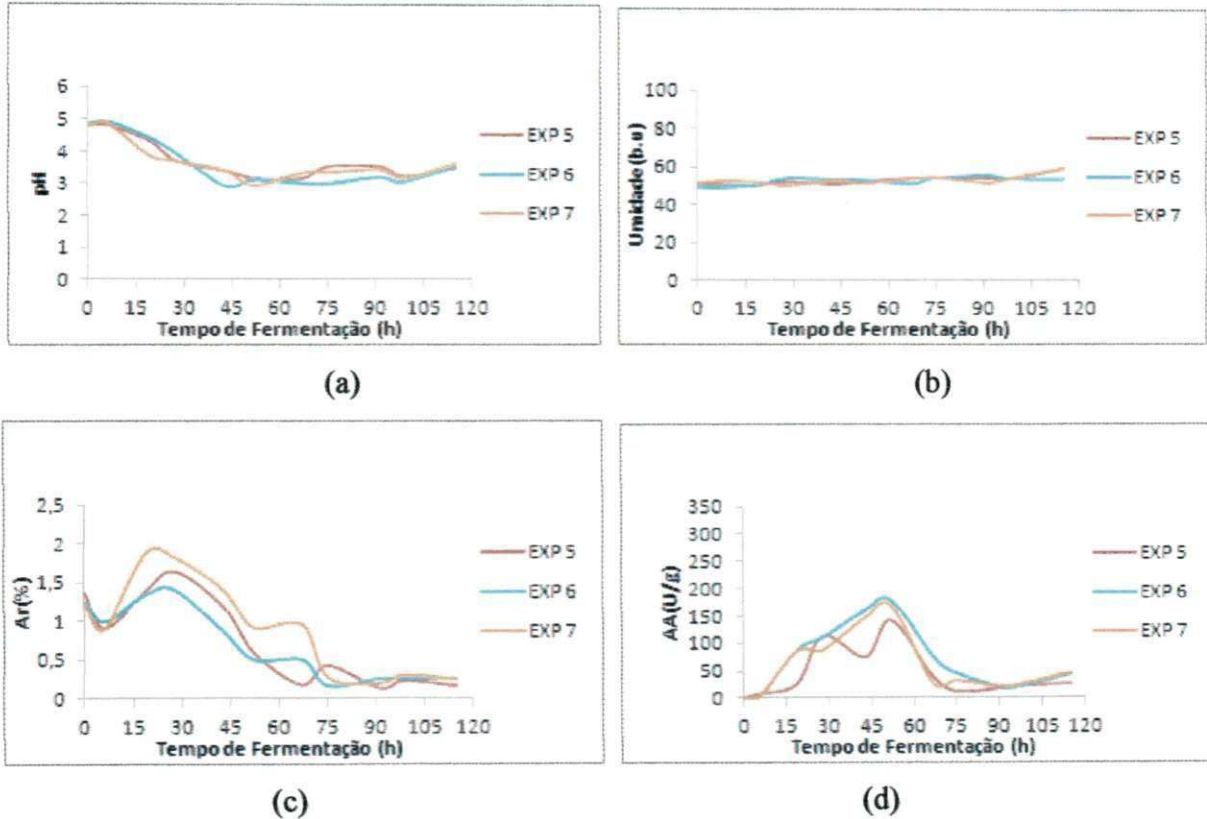 6
5
4
3
2
1
0
pH
0 15 30 45 60 75 90 105 120
Tempo de Fermentação (h)
EXP 5
EXP 6
EXP 7
(a)
100
80
60
40
20
0
Umidade (b.u)
0 15 30 45 60 75 90 105 120
Tempo de Fermentação (h)
EXP 5
EXP 6
EXP 7
(b)
2,5
2
1,5
1
0,5
0
Ar(%)
0 15 30 45 60 75 90 105 120
Tempo de Fermentação (h)
EXP 5
EXP 6
EXP 7
(c)
350
300
250
200
150
100
50
0
AA(U/g)
0 15 30 45 60 75 90 105 120
Tempo de Fermentação (h)
EXP 5
EXP 6
EXP 7
(d)